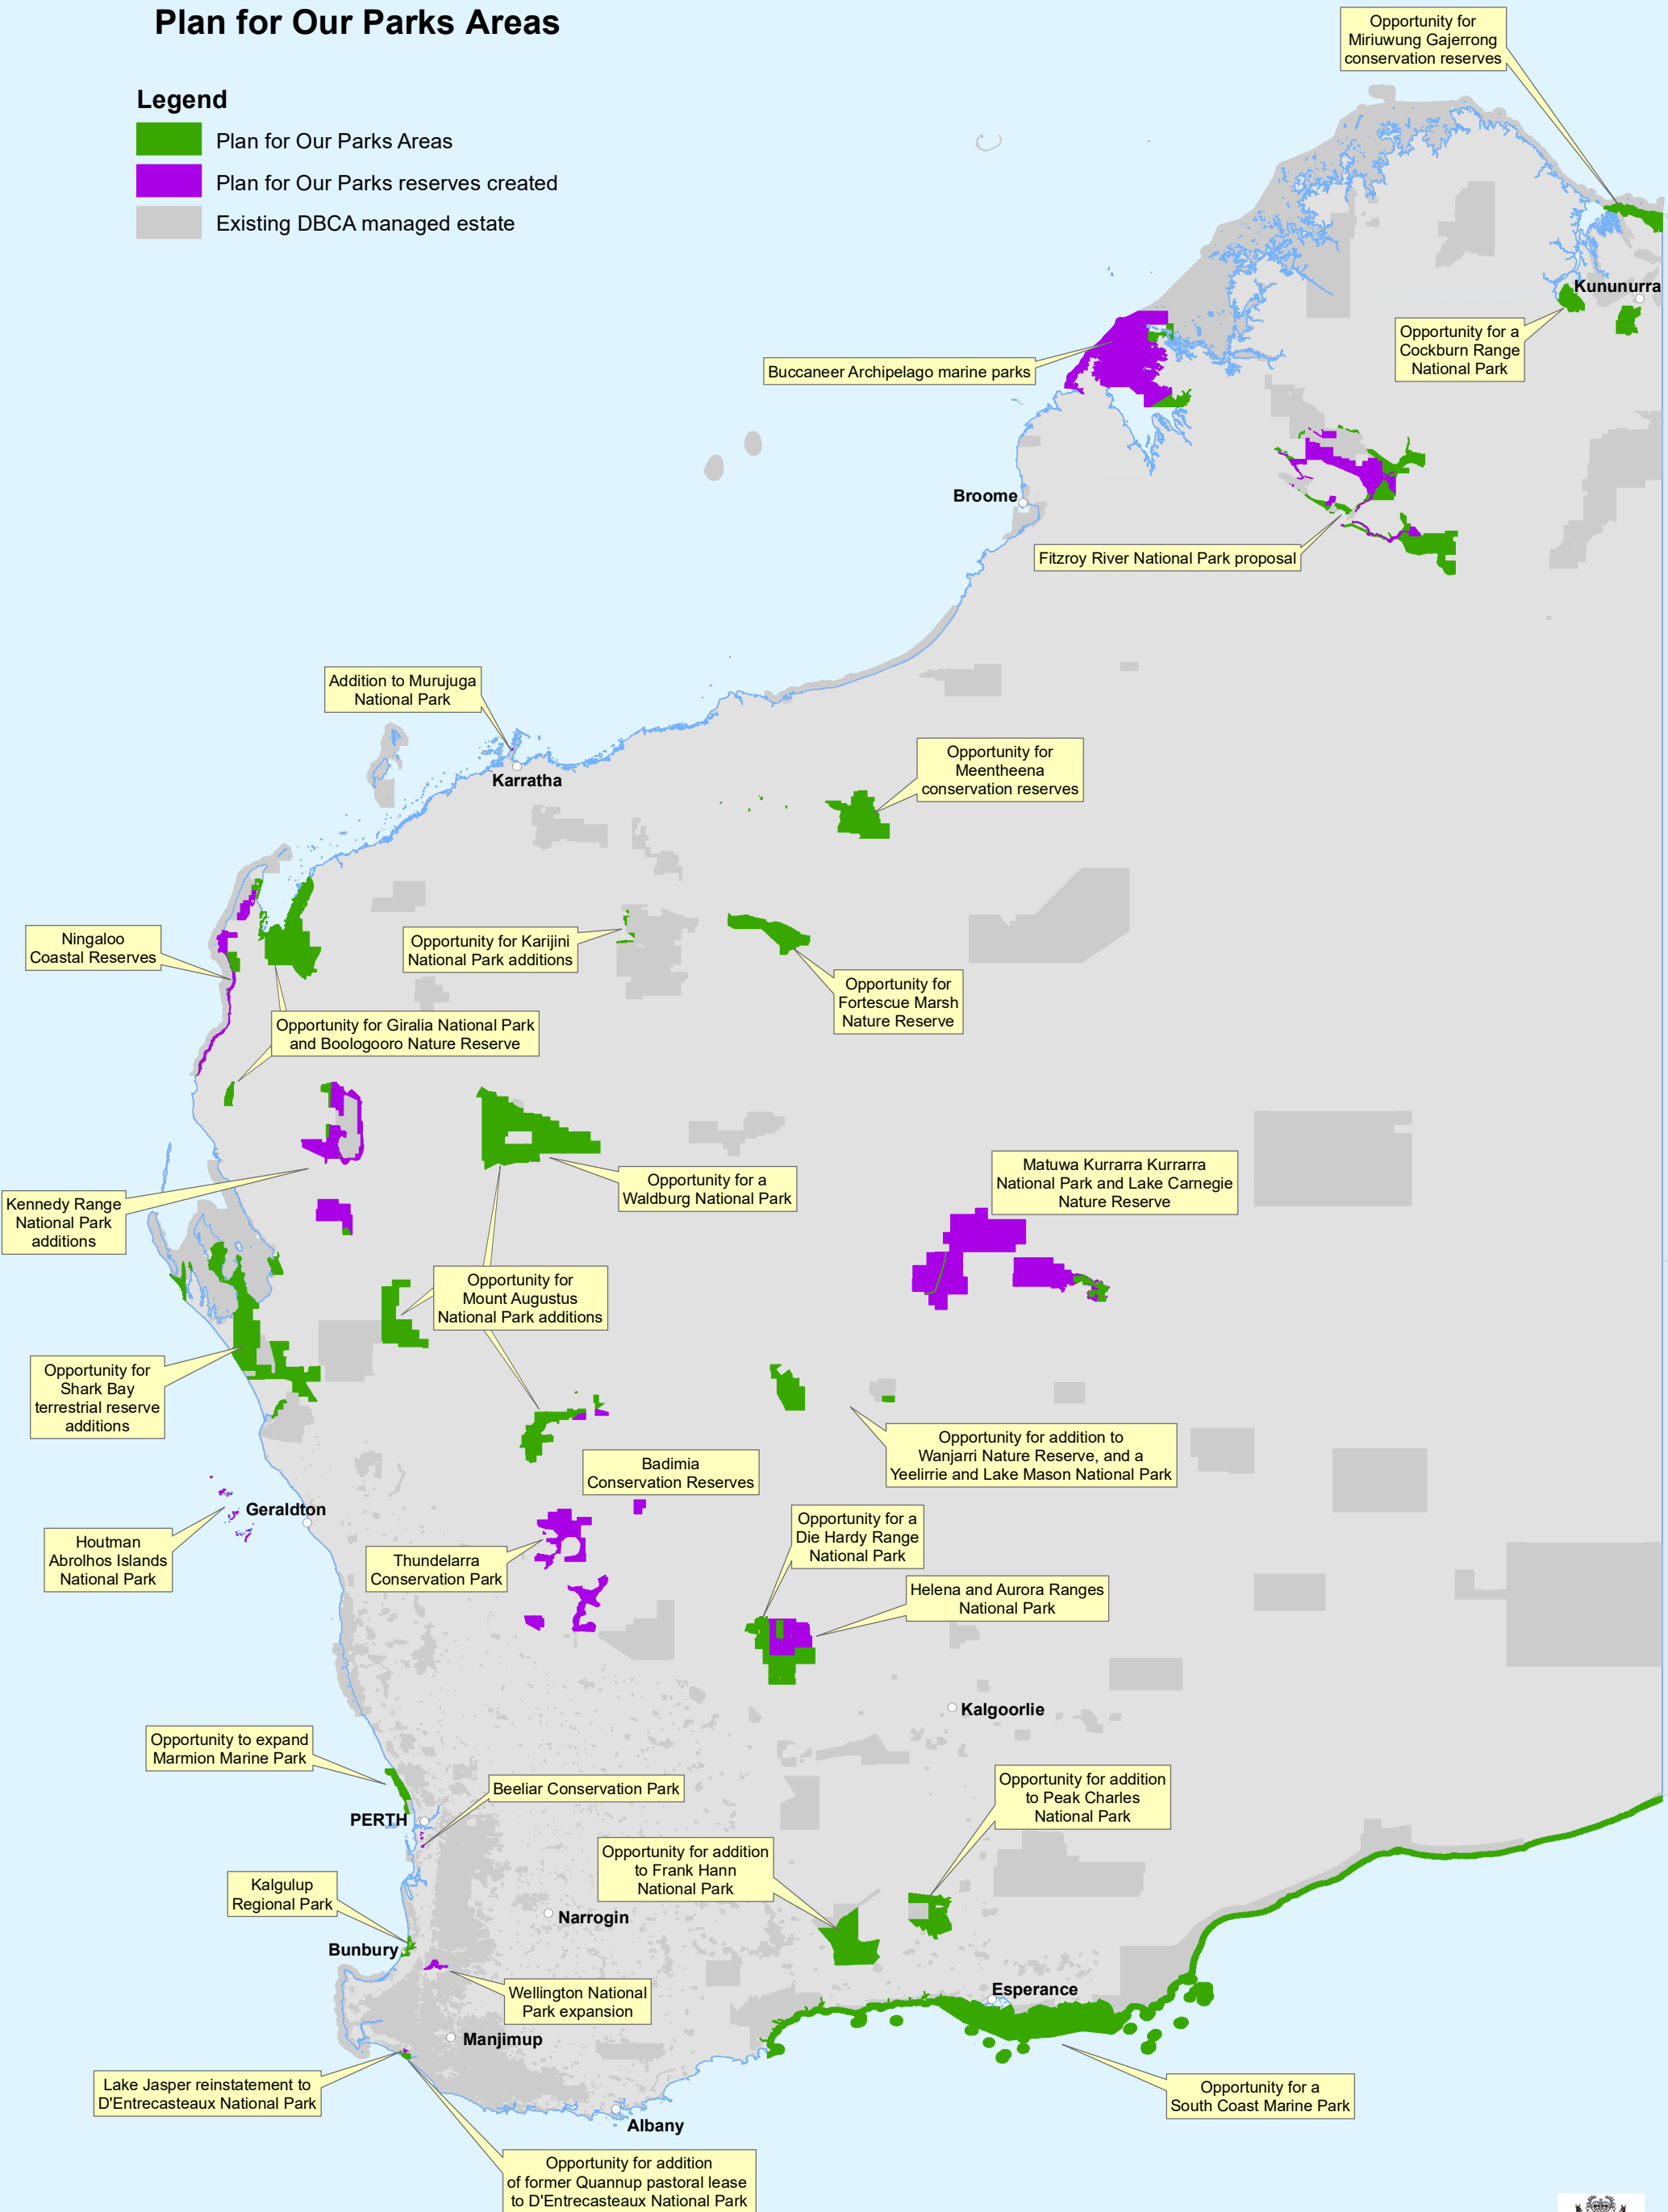 Plan for Our Parks Areas
Legend
Plan for Our Parks Areas
Plan for Our Parks reserves created
Existing DBCA managed estate
Opportunity for
Miriuwung Gajerrong
conservation reserves
Kununurra
Opportunity for a
Cockburn Range
National Park
Buccaneer Archipelago marine parks
Broome
Fitzroy River National Park proposal
Addition to Murujuga
National Park
Karratha
Opportunity for
Meentheena
conservation reserves
Ningaloo
Coastal Reserves
Opportunity for Karijini
National Park additions
Opportunity for
Fortescue Marsh
Nature Reserve
Opportunity for Giralia National Park
and Boologooro Nature Reserve
Kennedy Range
National Park
additions
Opportunity for a
Waldburg National Park
Matuwa Kurrarra Kurrarra
National Park and Lake Carnegie
Nature Reserve
Opportunity for
Mount Augustus
National Park additions
Opportunity for
Shark Bay
terrestrial reserve
additions
Opportunity for addition to
Wanjarri Nature Reserve, and a
Yeelirrie and Lake Mason National Park
Badimia
Conservation Reserves
Geraldton
Houtman
Abrolhos Islands
National Park
Thundelarra
Conservation Park
Opportunity for a
Die Hardy Range
National Park
Helena and Aurora Ranges
National Park
Kalgoorlie
Opportunity to expand
Marmion Marine Park
Beeliar Conservation Park
PERTH
Opportunity for addition
to Peak Charles
National Park
Opportunity for addition
to Frank Hann
National Park
Kalgulup
Regional Park
Narrogin
Bunbury
Wellington National
Park expansion
Esperance
Manjimup
Lake Jasper reinstatement to
D'Entrecasteaux National Park
Opportunity for a
South Coast Marine Park
Albany
Opportunity for addition
of former Quannup pastoral lease
to D'Entrecasteaux National Park